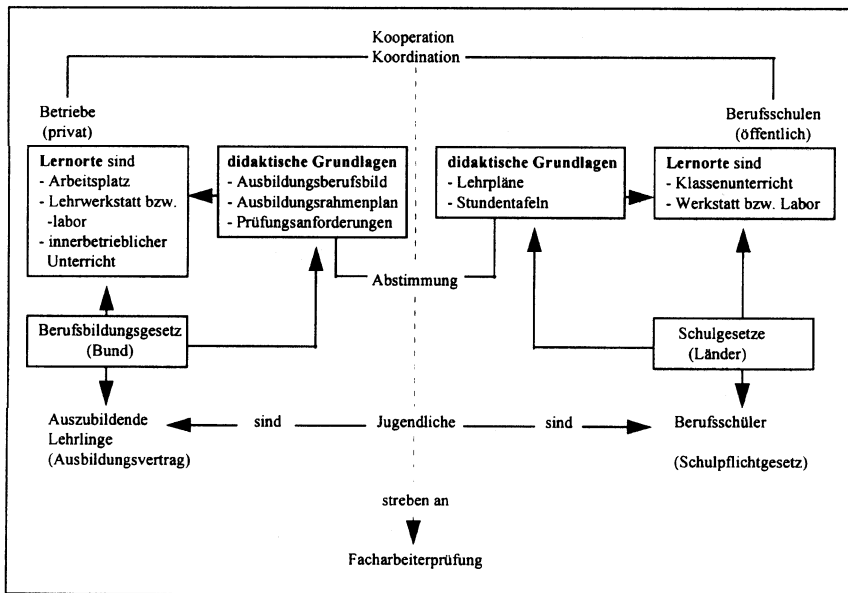 Kooperation
Koordination
Betriebe
(privat)
Berufsschulen
(öffentlich)
Lernorte sind
- Arbeitsplatz
- Lehrwerkstatt bzw.
-labor
- innerbetrieblicher
Unterricht
didaktische Grundlagen
- Ausbildungsberufsbild
- Ausbildungsrahmenplan
- Prüfungsanforderungen
didaktische Grundlagen
- Lehrpläne
- Stundentafeln
Lernorte sind
- Klassenunterricht
- Werkstatt bzw. Labor
Abstimmung
Berufsbildungsgesetz
(Bund)
Schulgesetze
(Länder)
Auszubildende
Lehrlinge
(Ausbildungsvertrag)
sind
Jugendliche
sind
Berufsschüler
(Schulpflichtgesetz)
streben an
Facharbeiterprüfung